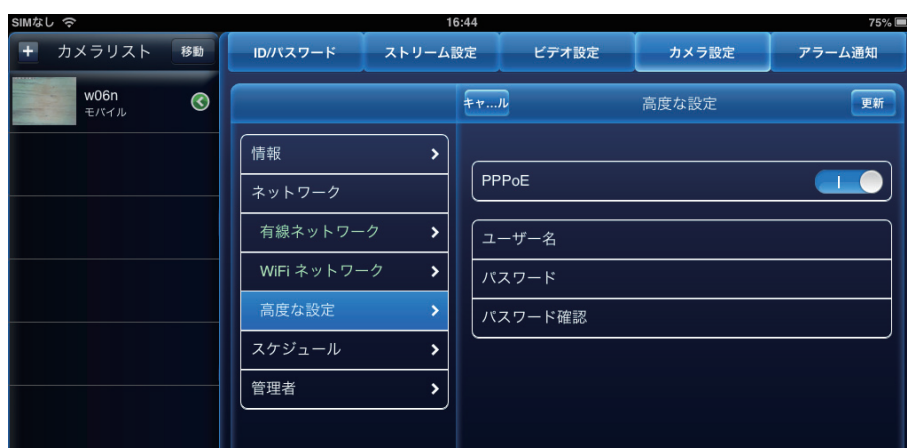 SIMなし 16:44 75%
+ カメラリスト 移動
w06n
モバイル
ID/パスワード ストリーム設定 ビデオ設定 カメラ設定 アラーム通知
キャ...ル 高度な設定 更新
情報
ネットワーク
有線ネットワーク
WiFi ネットワーク
高度な設定
スケジュール
管理者
PPPoE
ユーザー名
パスワード
パスワード確認